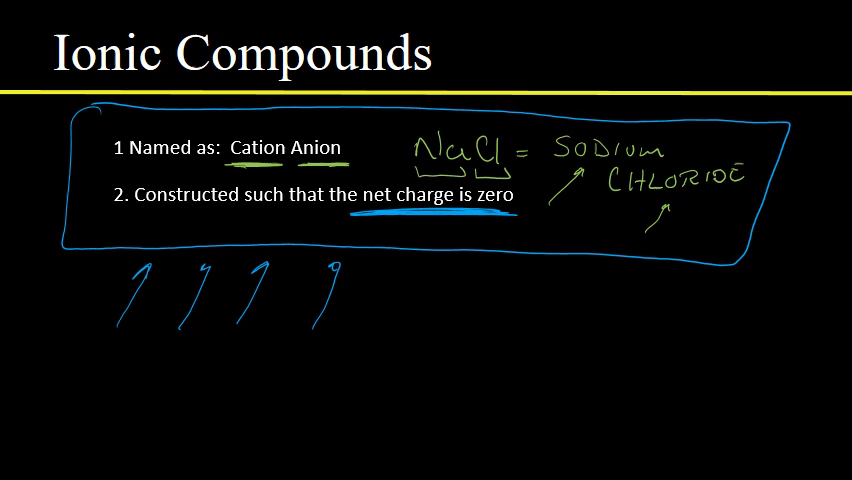 Ionic Compounds
1 Named as: Cation Anion NaCl = SODIUM
CHLORIDE
2. Constructed such that the net charge is zero